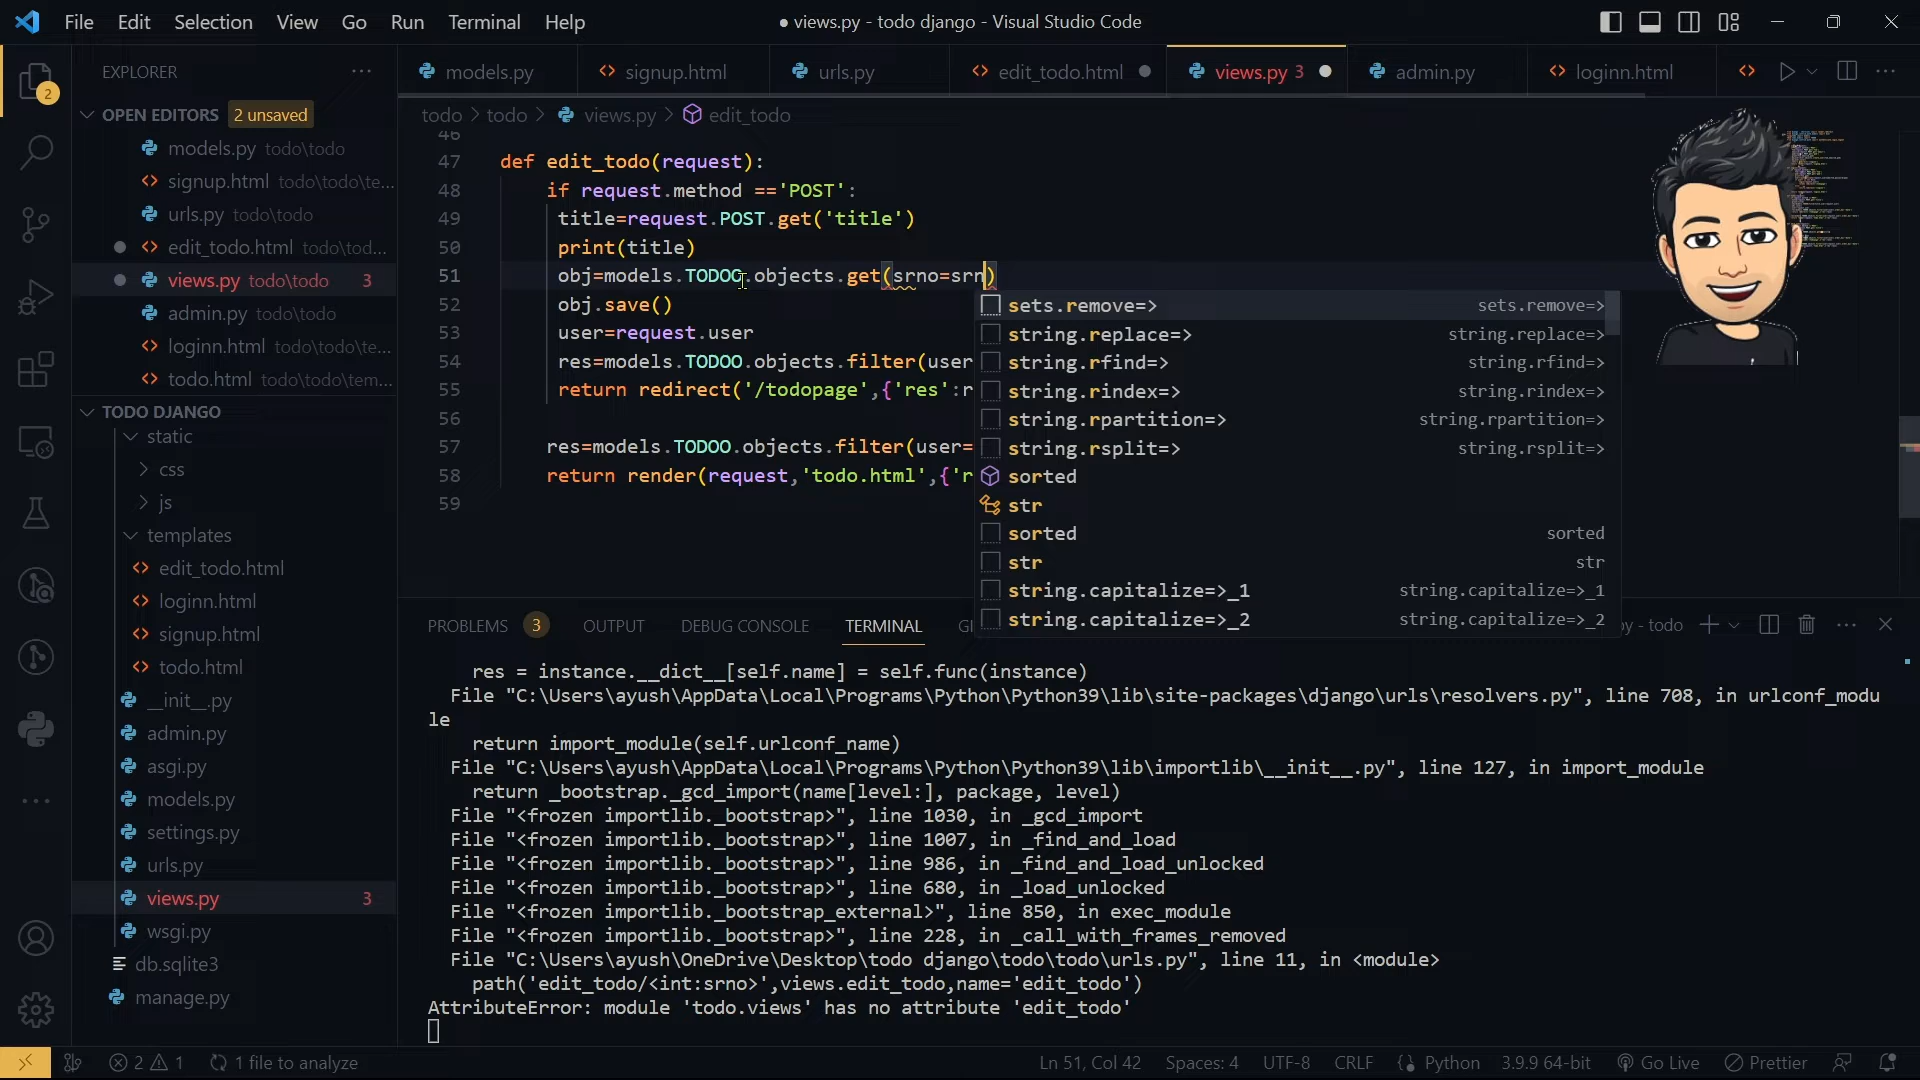 File Edit Selection View Go Run Terminal Help
● views.py - todo django - Visual Studio Code
EXPLORER
models.py
signup.html
urls.py
edit_todo.html
views.py 3
admin.py
loginn.html
2
OPEN EDITORS
2 unsaved
models.py todo\todo
signup.html todo\todo\te...
urls.py todo\todo
edit_todo.html todo\tod...
views.py todo\todo 3
admin.py todo\todo
loginn.html todo\todo\te...
todo.html todo\todo\tem...
TODO DJANGO
static
css
js
templates
edit_todo.html
loginn.html
signup.html
todo.html
__init__.py
admin.py
asgi.py
models.py
settings.py
urls.py
views.py 3
wsgi.py
db.sqlite3
manage.py
todo > todo > views.py > edit_todo
46
47 def edit_todo(request):
48 if request.method =='POST':
49 title=request.POST.get('title')
50 print(title)
51 obj=models.TODOO.objects.get(srno=srn)
52 obj.save()
53 user=request.user
54 res=models.TODOO.objects.filter(user
55 return redirect('/todopage',{'res':r
56
57 res=models.TODOO.objects.filter(user=
58 return render(request,'todo.html',{'r
59
sets.remove=> sets.remove=>
string.replace=> string.replace=>
string.rfind=> string.rfind=>
string.rindex=> string.rindex=>
string.rpartition=> string.rpartition=>
string.rsplit=> string.rsplit=>
sorted
str
sorted sorted
str str
string.capitalize=>_1 string.capitalize=>_1
string.capitalize=>_2 string.capitalize=>_2
PROBLEMS 3 OUTPUT DEBUG CONSOLE TERMINAL GI
py - todo
res = instance.__dict__[self.name] = self.func(instance)
File "C:\Users\ayush\AppData\Local\Programs\Python\Python39\lib\site-packages\django\urls\resolvers.py", line 708, in urlconf_modu
le
return import_module(self.urlconf_name)
File "C:\Users\ayush\AppData\Local\Programs\Python\Python39\lib\importlib\__init__.py", line 127, in import_module
return _bootstrap._gcd_import(name[level:], package, level)
File "<frozen importlib._bootstrap>", line 1030, in _gcd_import
File "<frozen importlib._bootstrap>", line 1007, in _find_and_load
File "<frozen importlib._bootstrap>", line 986, in _find_and_load_unlocked
File "<frozen importlib._bootstrap>", line 680, in _load_unlocked
File "<frozen importlib._bootstrap_external>", line 850, in exec_module
File "<frozen importlib._bootstrap>", line 228, in _call_with_frames_removed
File "C:\Users\ayush\OneDrive\Desktop\todo django\todo\todo\urls.py", line 11, in <module>
path('edit_todo/<int:srno>',views.edit_todo,name='edit_todo')
AttributeError: module 'todo.views' has no attribute 'edit_todo'
2 1 1 file to analyze
Ln 51, Col 42 Spaces: 4 UTF-8 CRLF Python 3.9.9 64-bit Go Live Prettier